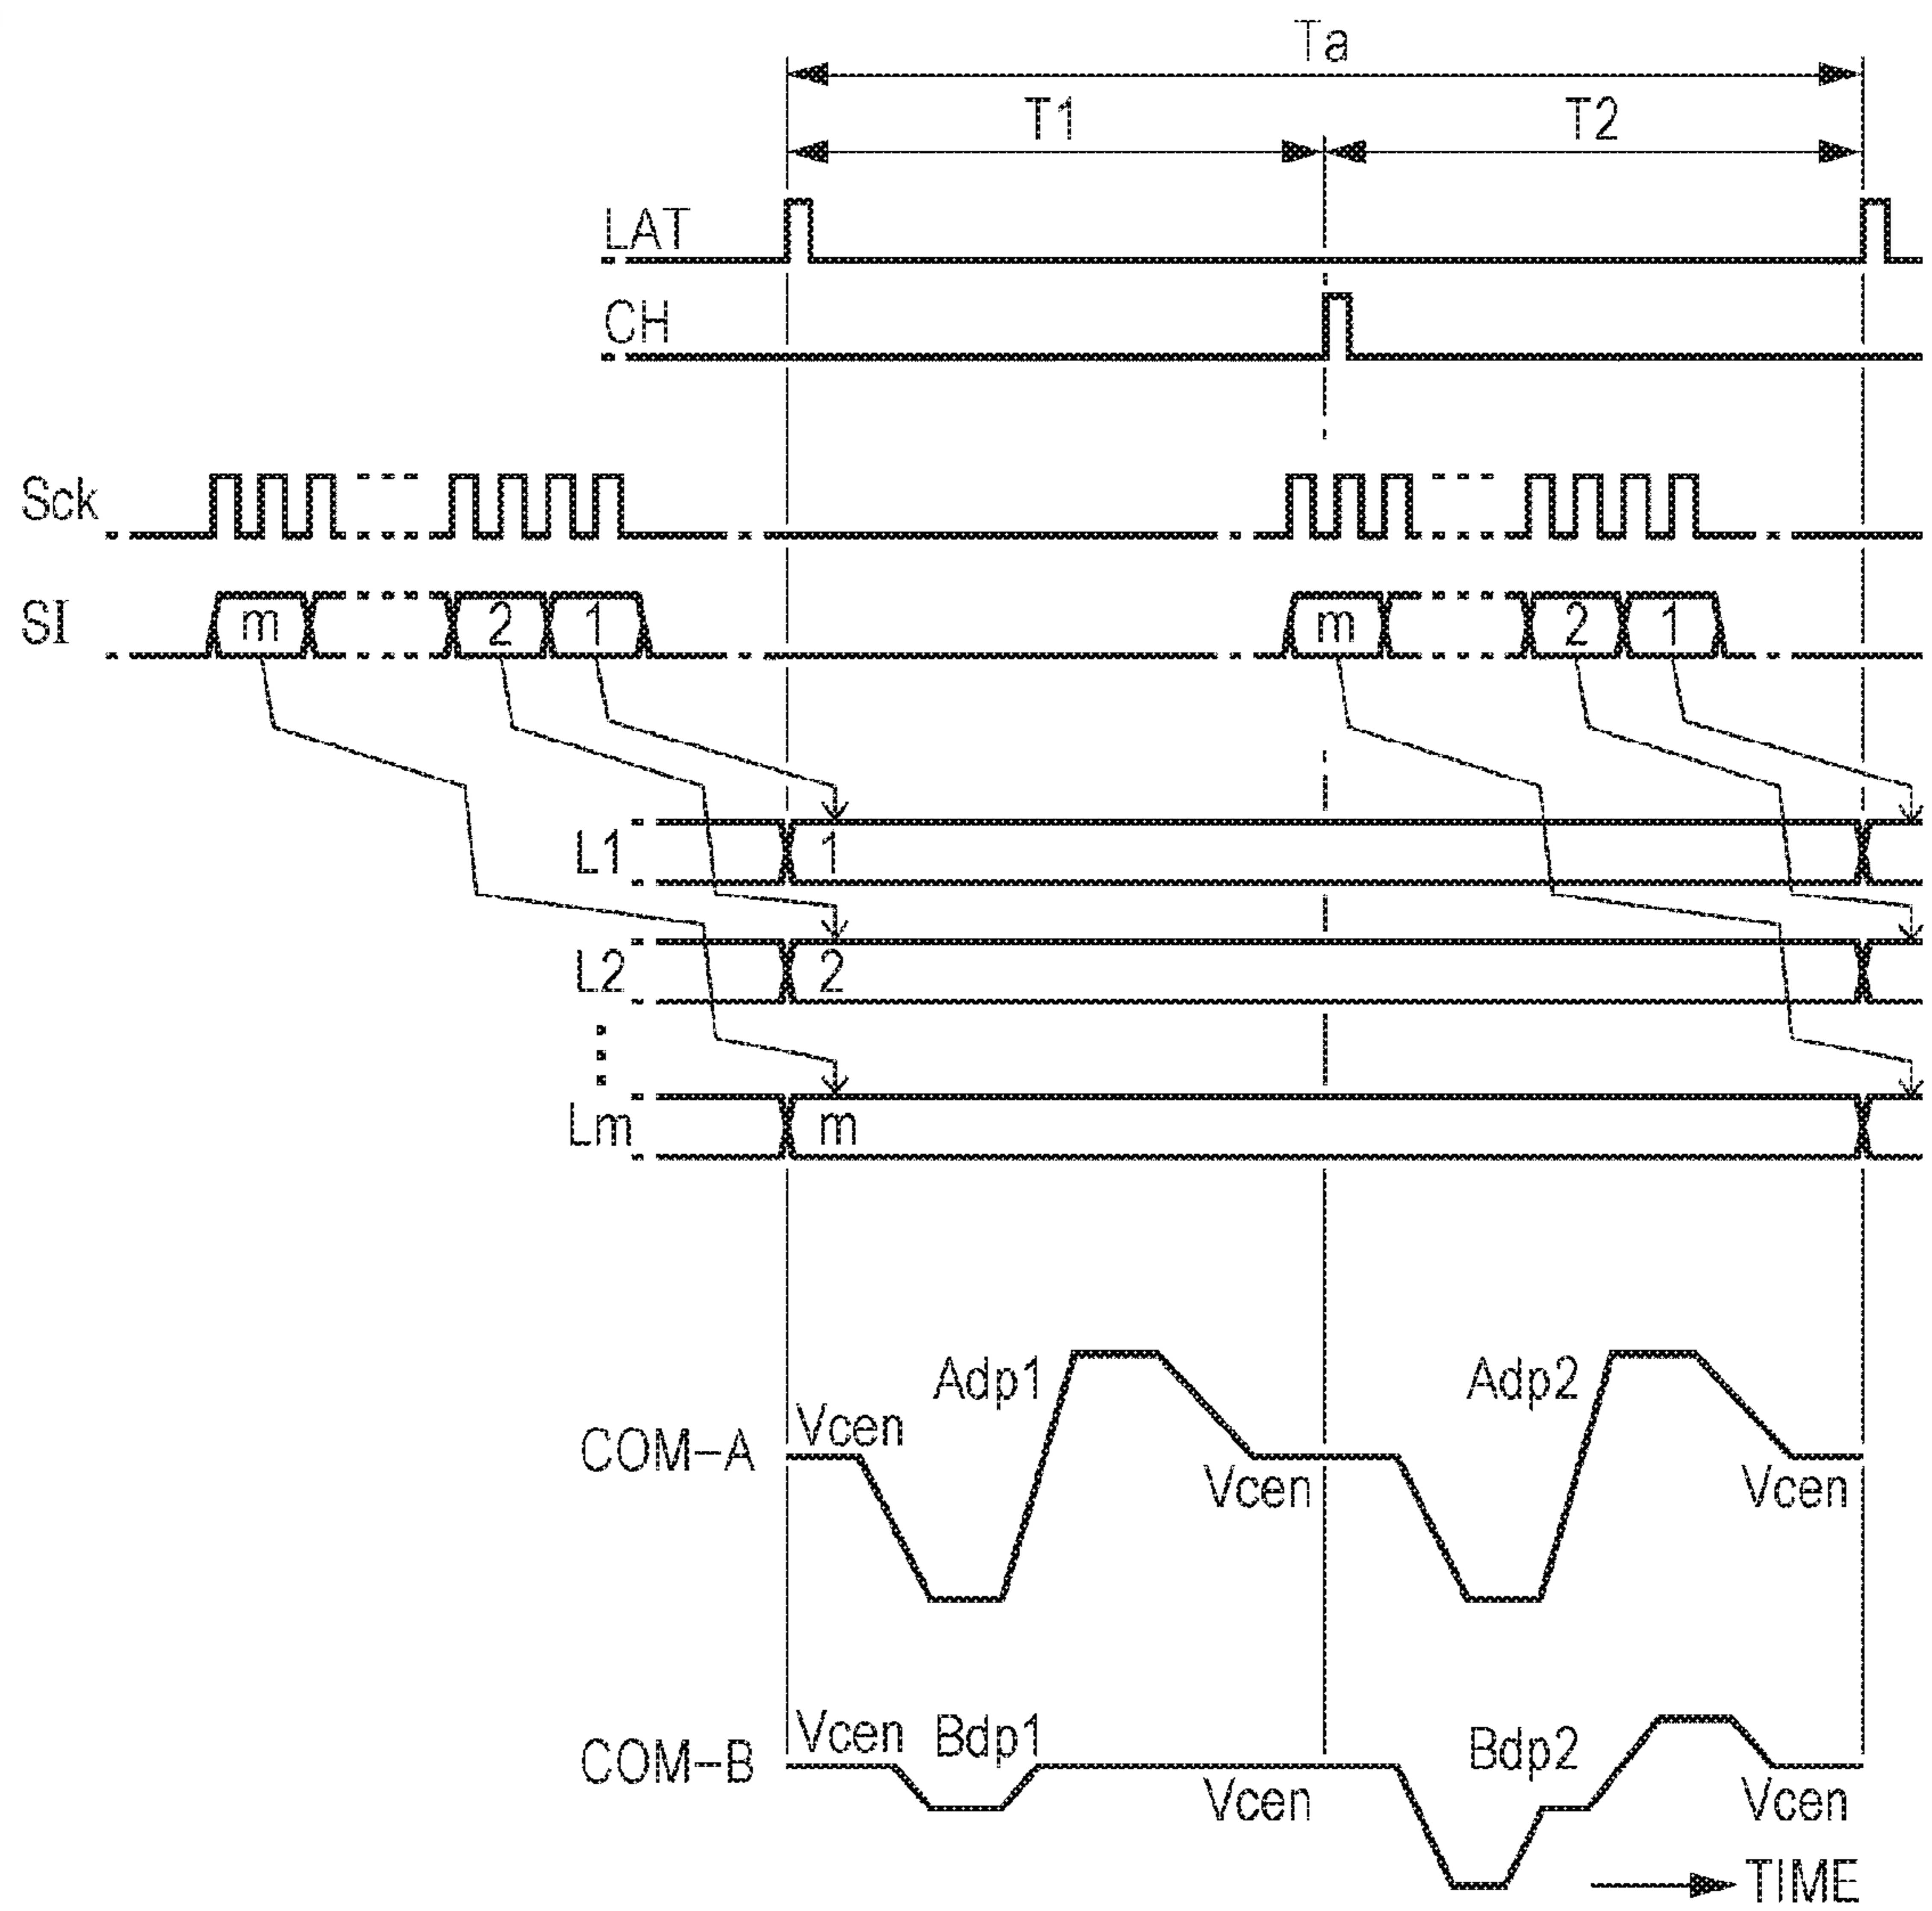 Ta
T1 T2
LAT
CH
Sck
SI m 2 1 m 2 1
L1 1
L2 2
Lm m
Adp1 Adp2
COM-A Vcen Vcen Vcen
COM-B Vcen Bdp1 Vcen Bdp2 Vcen
TIME